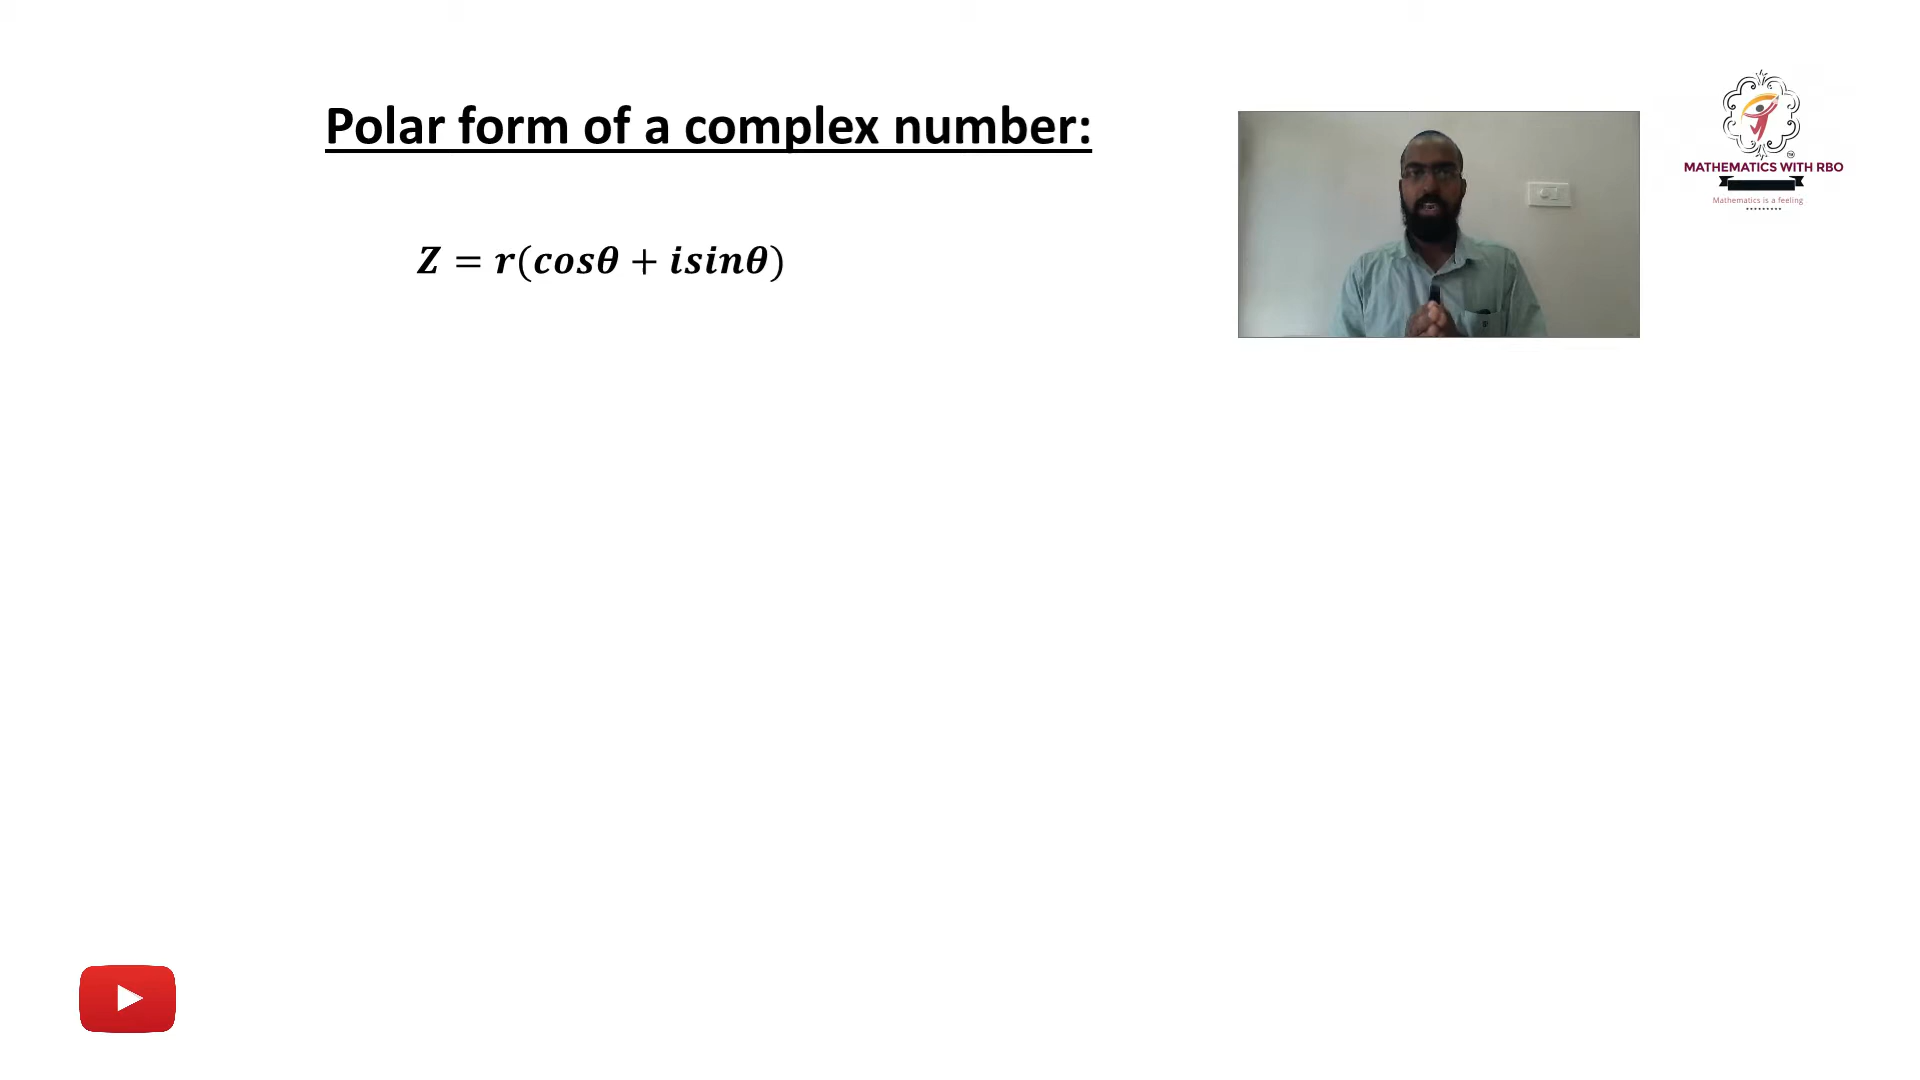 Polar form of a complex number:
Z = r(cosθ + isinθ)
MATHEMATICS WITH RBO
Mathematics is a feeling